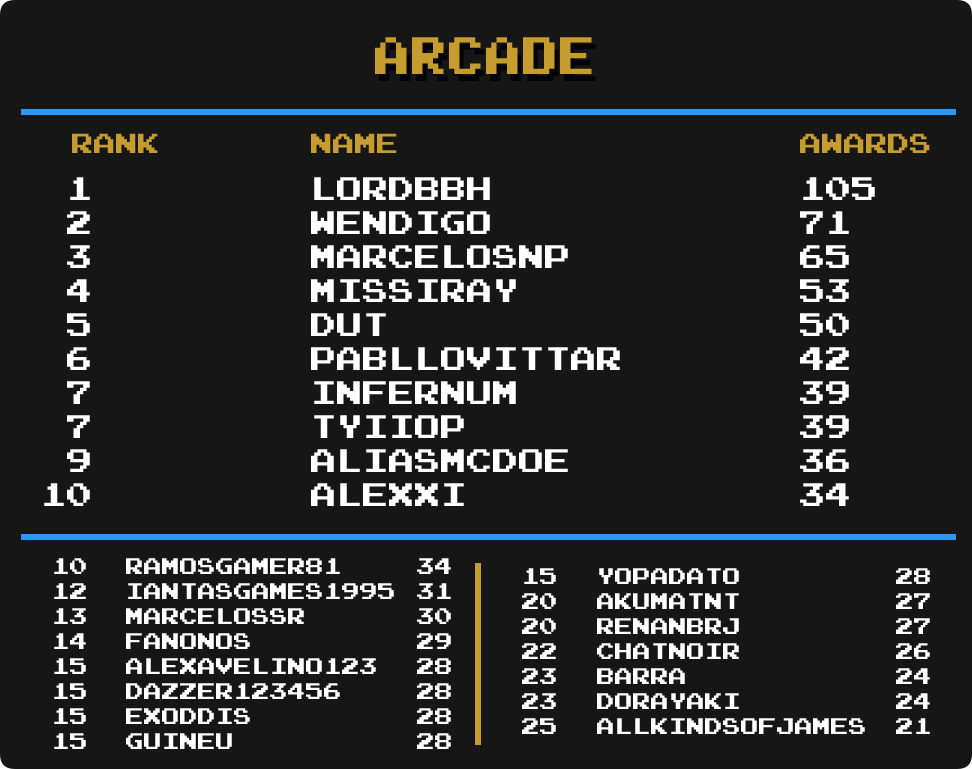 ARCADE
RANK NAME AWARDS
1 LORDBBH 105
2 WENDIGO 71
3 MARCELOSNP 65
4 MISSIRAY 53
5 DUT 50
6 PABLLOVITTAR 42
7 INFERNUM 39
7 TYIIOP 39
9 ALIASMCDOE 36
10 ALEXXI 34
10 RAMOSGAMER81 34
12 IANTASGAMES1995 31
13 MARCELOSSR 30
14 FANONOS 29
15 ALEXAVELINO123 28
15 DAZZER123456 28
15 EXODDIS 28
15 GUINEU 28
15 YOPADATO 28
20 AKUMATNT 27
20 RENANBRJ 27
22 CHATNOIR 26
23 BARRA 24
23 DORAYAKI 24
25 ALLKINDSOFJAMES 21